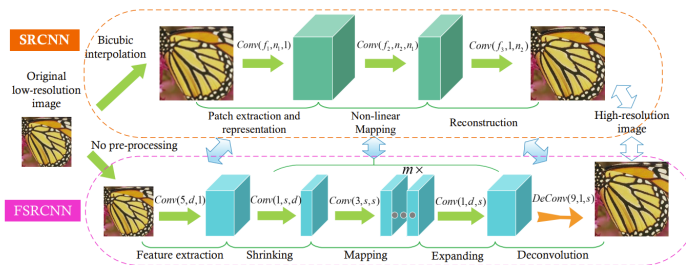 SRCNN
Bicubic
interpolation
Original
low-resolution
image
Conv(f₁,n₁,1)
Conv(f₂,n₂,n₁)
Conv(f₃,1,n₂)
Patch extraction and
representation
Non-linear
Mapping
Reconstruction
High-resolution
image
No pre-processing
m×
FSRCNN
Conv(5,d,1)
Conv(1,s,d)
Conv(3,s,s)
Conv(1,d,s)
DeConv(9,1,s)
Feature extraction
Shrinking
Mapping
Expanding
Deconvolution